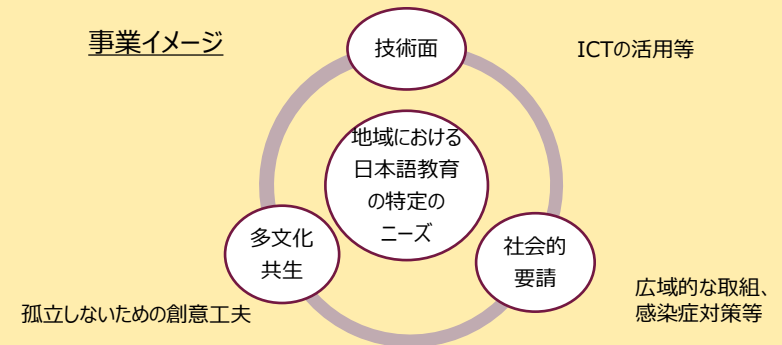 事業イメージ
技術面
ICTの活用等
地域における
日本語教育
の特定の
ニーズ
多文化
共生
社会的
要請
孤立しないための創意工夫
広域的な取組、
感染症対策等